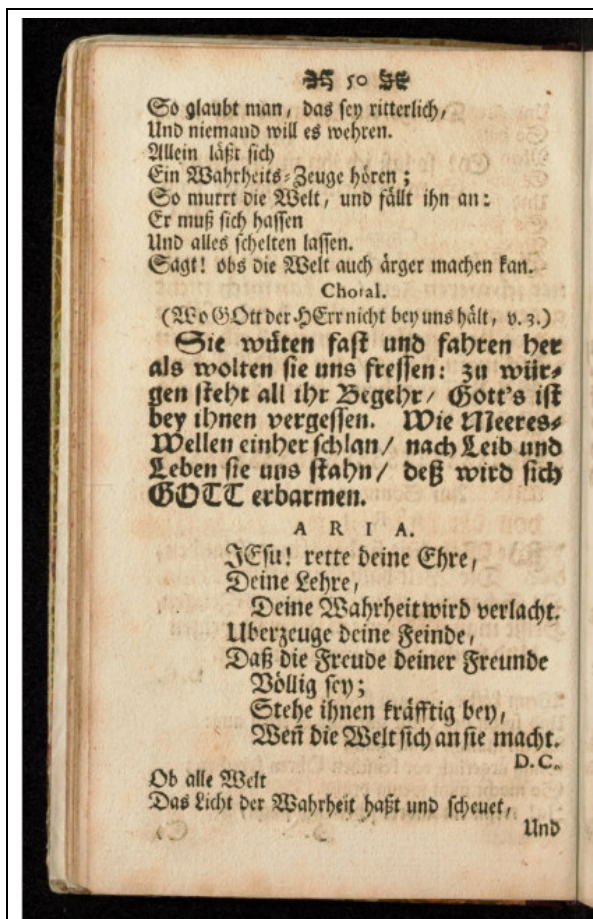 50
So glaubt man, das sey ritterlich,
Und niemand will es wehren.
Allein läßt sich
Ein Wahrheits-Zeuge hören;
So murrt die Welt, und fällt ihn an:
Er muß sich hassen
Und alles schelten lassen.
Sagt! obs die Welt auch ärger machen kan.
Choral.
(Wo GOtt der HErr nicht bey uns hält, v. 3.)
Sie wüten fast und fahren her
als wolten sie uns fressen: zu wür-
gen steht all ihr Begehr/ Gott's ist
bey ihnen vergessen. Wie Meeres-
Wellen einher schlan/ nach Leib und
Leben sie uns stahn/ deß wird sich
GOTT erbarmen.
ARIA.
JEsu! rette deine Ehre,
Deine Lehre,
Deine Wahrheit wird verlacht.
Uberzeuge deine Feinde,
Daß die Freude deiner Freunde
Völlig sey;
Stehe ihnen kräfftig bey,
Weñ die Welt sich an sie macht.
D. C.
Ob alle Welt
Das Licht der Wahrheit haßt und scheuet,
Und